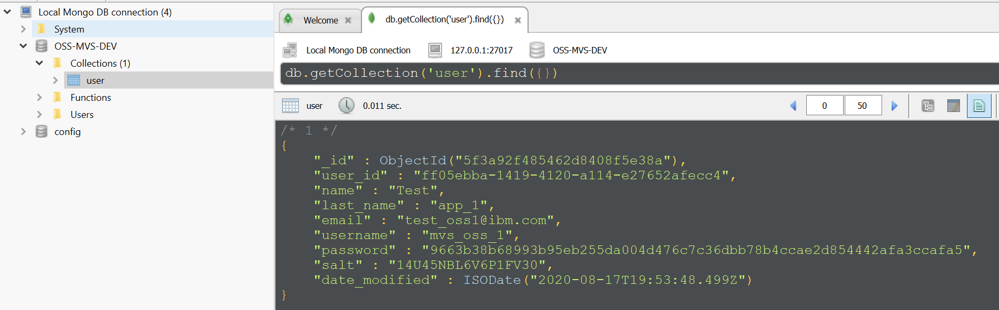 Local Mongo DB connection (4)
System
OSS-MVS-DEV
Collections (1)
user
Functions
Users
config
Welcome
db.getCollection('user').find({})
Local Mongo DB connection
127.0.0.1:27017
OSS-MVS-DEV
db.getCollection('user').find({})
user
0.011 sec.
0
50
/* 1 */
{
"_id" : ObjectId("5f3a92f485462d8408f5e38a"),
"user_id" : "ff05ebba-1419-4120-a114-e27652afecc4",
"name" : "Test",
"last_name" : "app_1",
"email" : "test_oss1@ibm.com",
"username" : "mvs_oss_1",
"password" : "9663b38b68993b95eb255da004d476c7c36dbb78b4ccae2d854442afa3ccafa5",
"salt" : "14U45NBL6V6P1FV30",
"date_modified" : ISODate("2020-08-17T19:53:48.499Z")
}